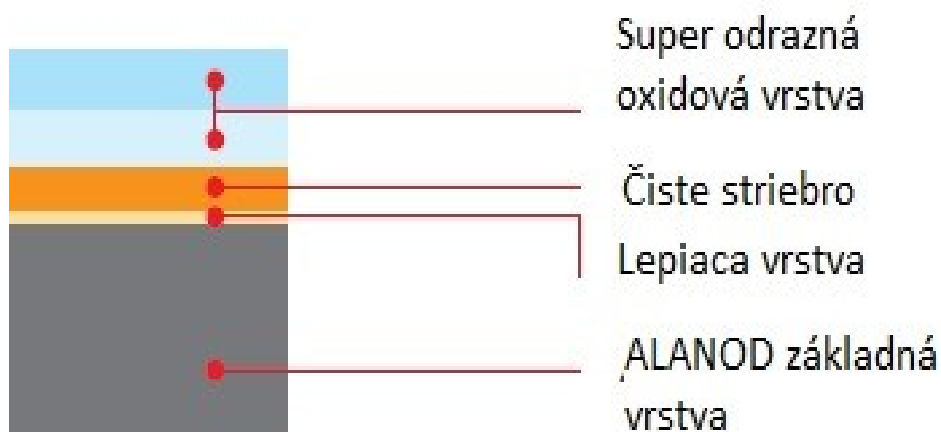 Super odrazná
oxidová vrstva
Čiste striebro
Lepiaca vrstva
ALANOD základná
vrstva